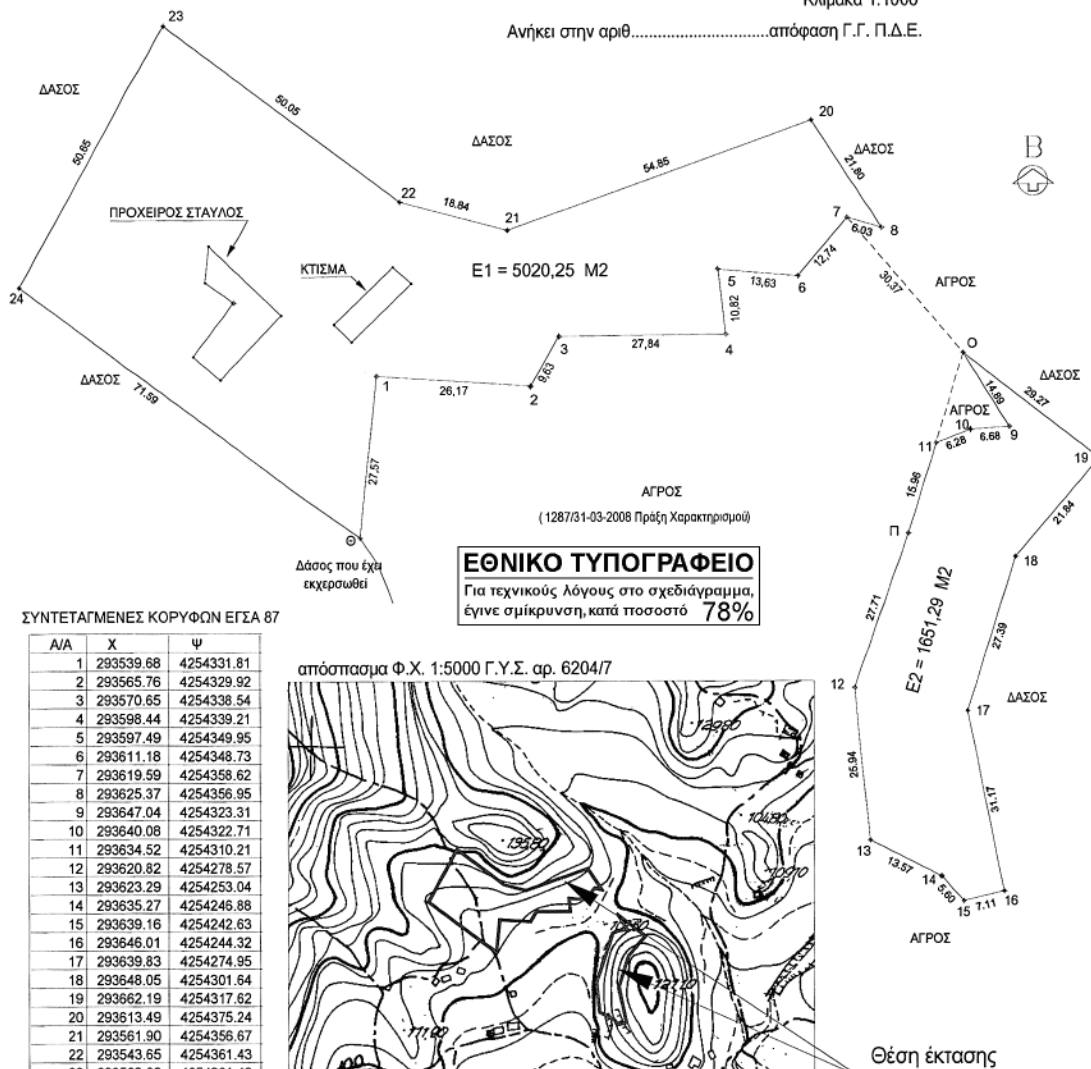 Κλίμακα 1:1000
Ανήκει στην αριθ................................απόφαση Γ.Γ. Π.Δ.Ε.
23
ΔΑΣΟΣ
50.05
50.65
ΔΑΣΟΣ
20
54.85
ΔΑΣΟΣ
21.80
Β
22
18.84
21
ΠΡΟΧΕΙΡΟΣ ΣΤΑΥΛΟΣ
7
6.03
8
ΚΤΙΣΜΑ
Ε1 = 5020,25 Μ2
12,74
5
13,63
6
30,37
ΑΓΡΟΣ
24
10,82
3
27,84
4
Ο
ΔΑΣΟΣ
71.59
1
26,17
9,63
2
14.89
29.27
ΔΑΣΟΣ
ΑΓΡΟΣ
10
11
6.28
6.68
9
19
27,57
15.96
21.84
ΑΓΡΟΣ
( 1287/31-03-2008 Πράξη Χαρακτηρισμού)
Π
Θ
18
Δάσος που έχει
εκχερσωθεί
ΕΘΝΙΚΟ ΤΥΠΟΓΡΑΦΕΙΟ
Για τεχνικούς λόγους στο σχεδιάγραμμα,
έγινε σμίκρυνση, κατά ποσοστό 78%
27.71
27.39
Ε2 = 1651,29 Μ2
12
17
ΔΑΣΟΣ
25.94
31.17
13
13.57
14
5.60
15
7.11
16
ΑΓΡΟΣ
ΣΥΝΤΕΤΑΓΜΕΝΕΣ ΚΟΡΥΦΩΝ ΕΓΣΑ 87
Α/Α Χ Ψ
1 293539.68 4254331.81
2 293565.76 4254329.92
3 293570.65 4254338.54
4 293598.44 4254339.21
5 293597.49 4254349.95
6 293611.18 4254348.73
7 293619.59 4254358.62
8 293625.37 4254356.95
9 293647.04 4254323.31
10 293640.08 4254322.71
11 293634.52 4254310.21
12 293620.82 4254278.57
13 293623.29 4254253.04
14 293635.27 4254246.88
15 293639.16 4254242.63
16 293646.01 4254244.32
17 293639.83 4254274.95
18 293648.05 4254301.64
19 293662.19 4254317.62
20 293613.49 4254375.24
21 293561.90 4254356.67
22 293543.65 4254361.43
απόσπασμα Φ.Χ. 1:5000 Γ.Υ.Σ. αρ. 6204/7
Θέση έκτασης